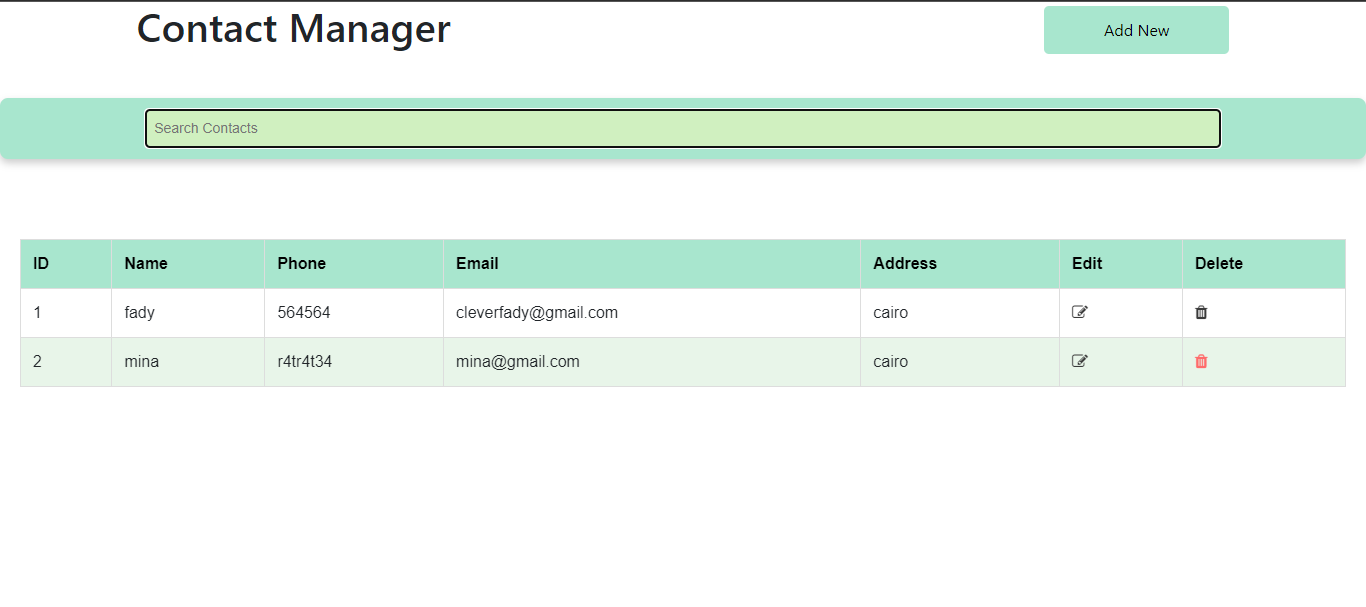 Contact Manager
Add New
Search Contacts
ID Name Phone Email Address Edit Delete
1 fady 564564 cleverfady@gmail.com cairo
2 mina r4tr4t34 mina@gmail.com cairo